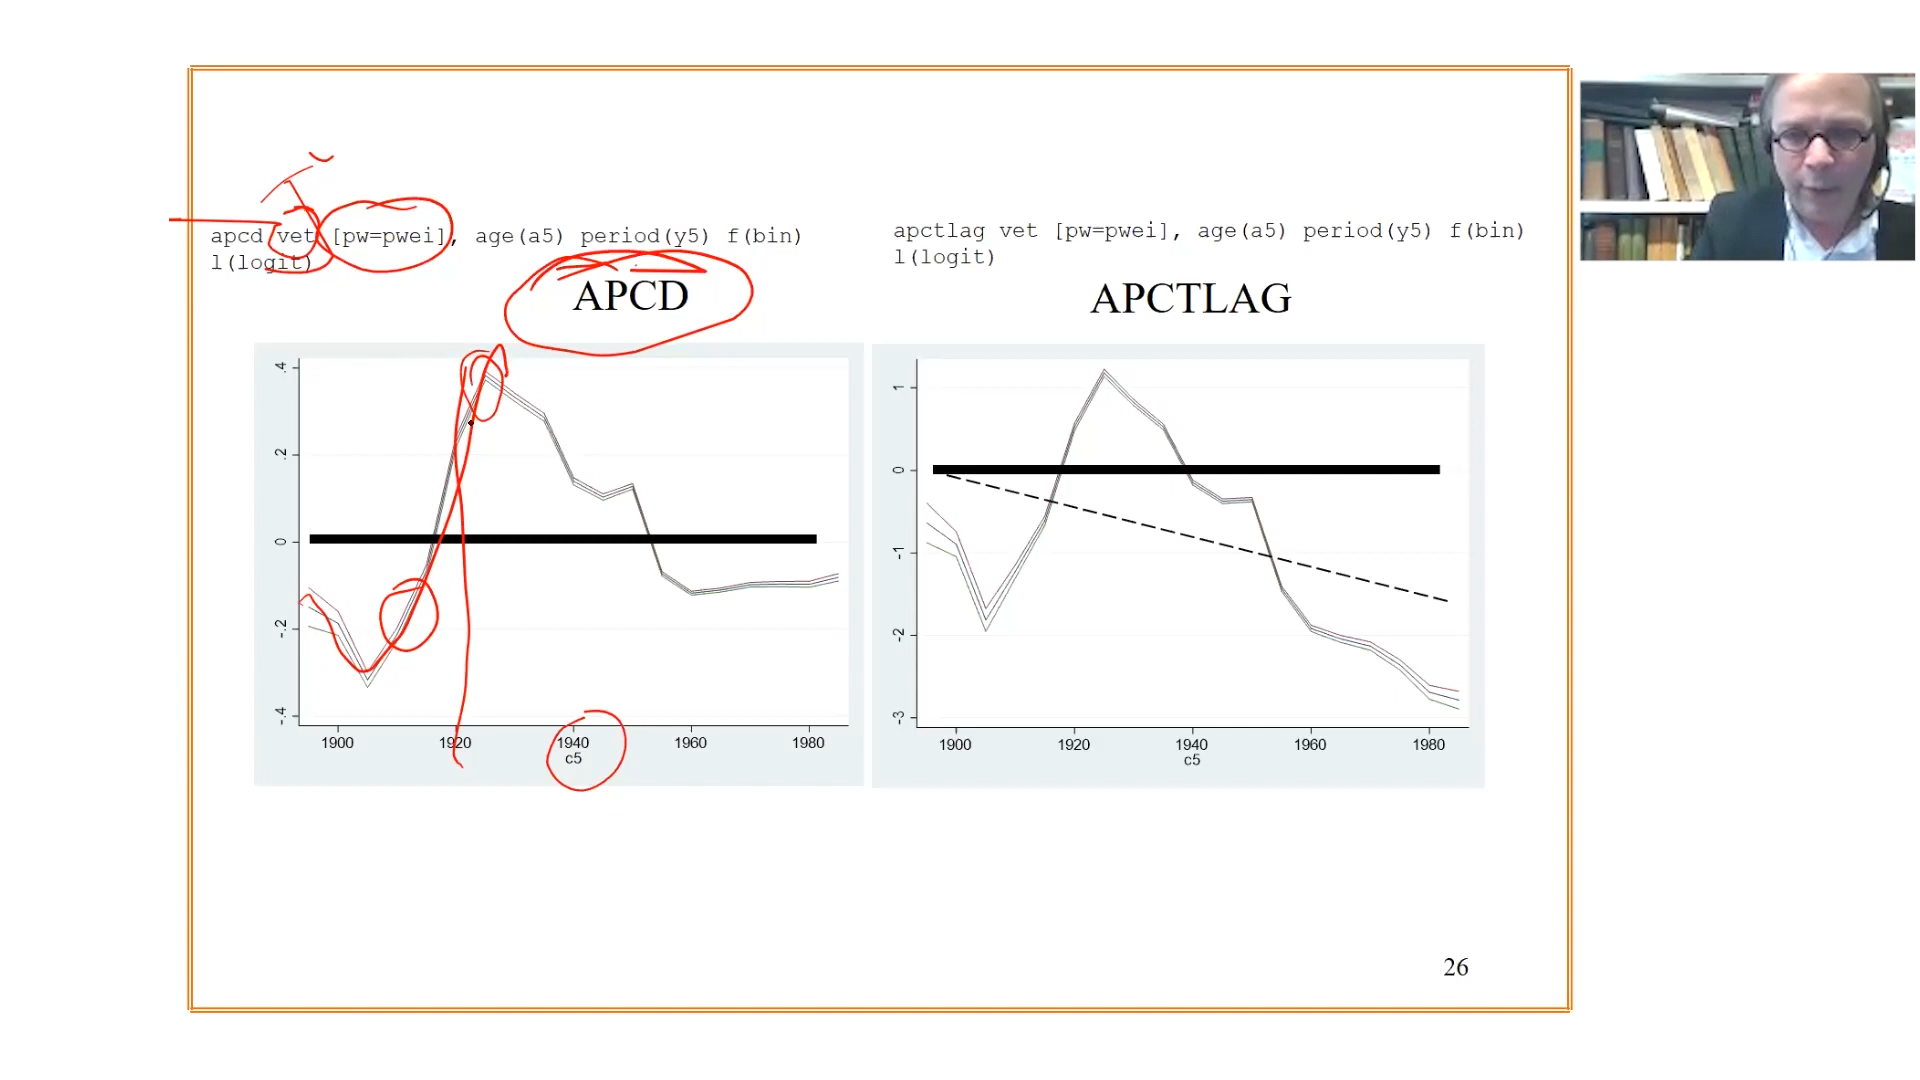 apcd vet [pw=pwei], age(a5) period(y5) f(bin)
l(logit)
APCD
.4
.2
0
-.2
-.4
1900 1920 1940 1960 1980
c5
apctlag vet [pw=pwei], age(a5) period(y5) f(bin)
l(logit)
APCTLAG
1
0
-1
-2
-3
1900 1920 1940 1960 1980
c5
26